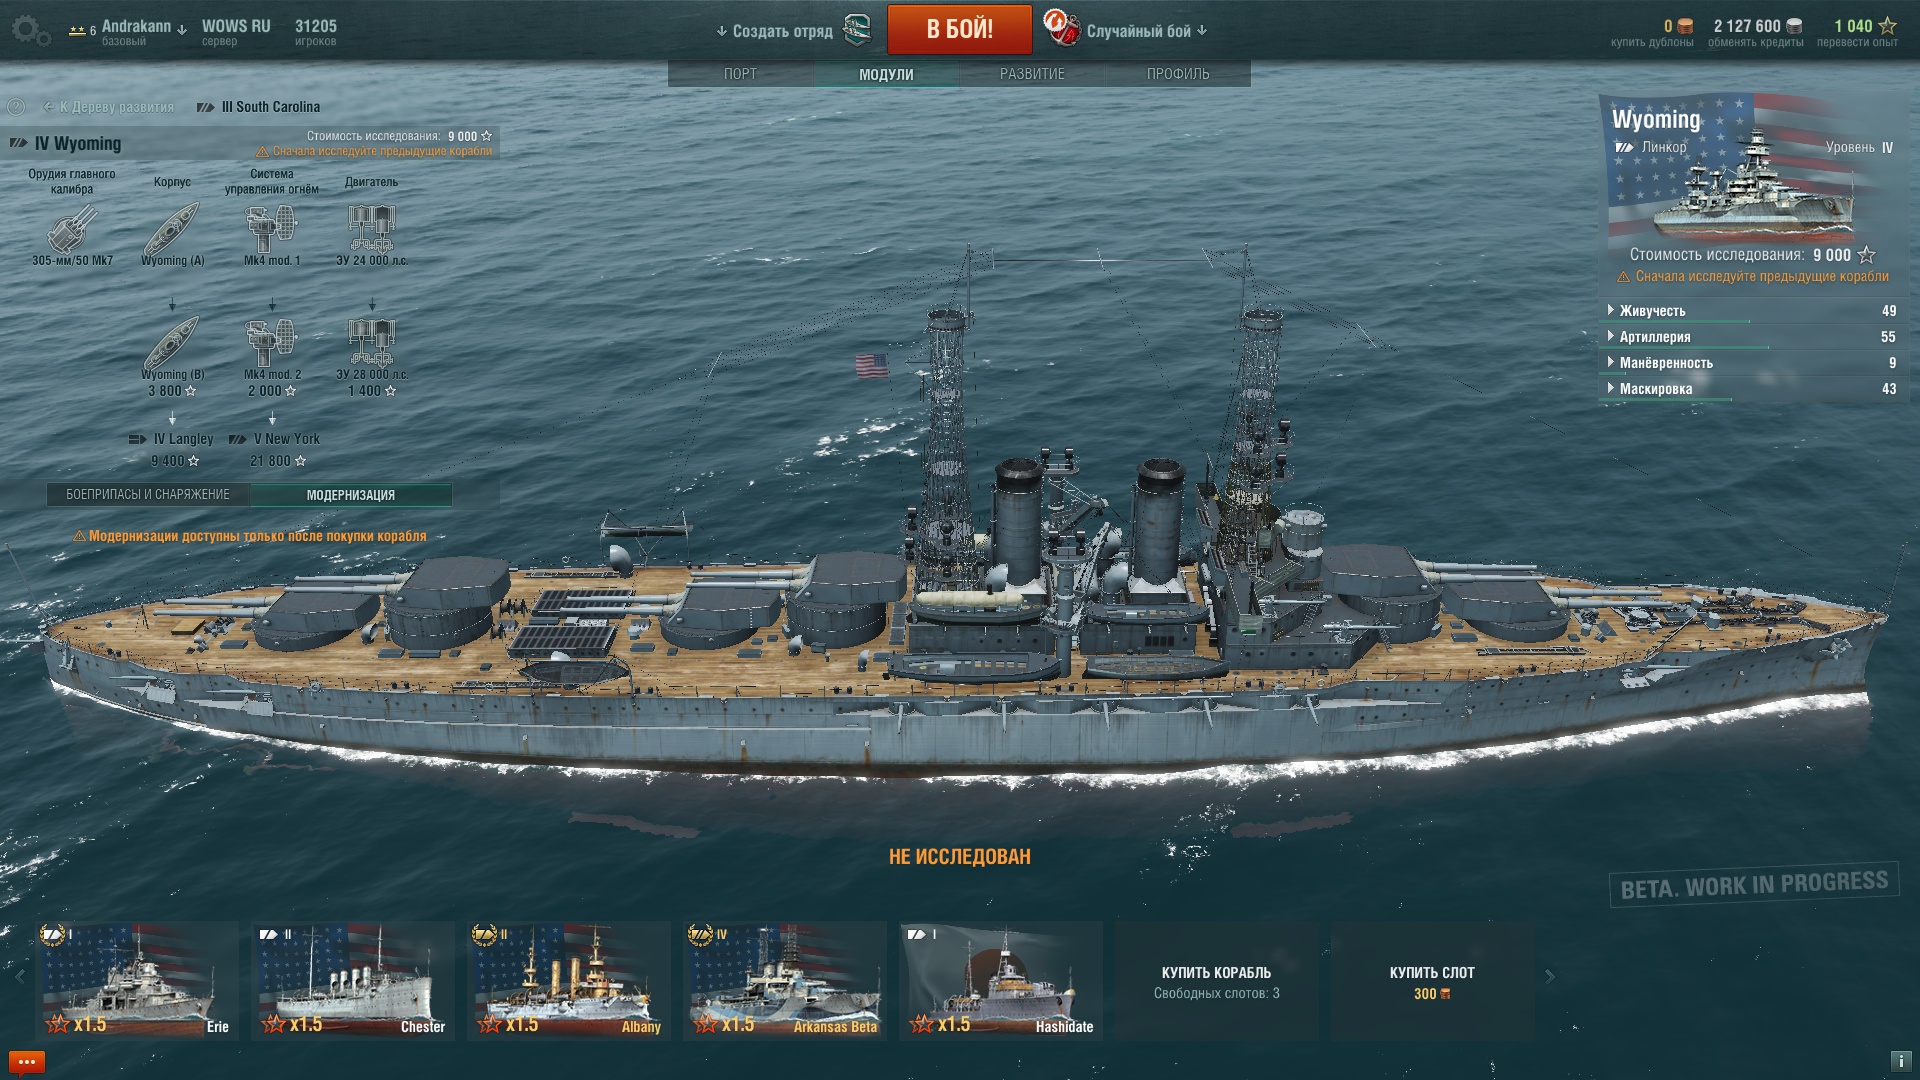 6 Andrakann
базовый
WOWS RU
сервер
31205
игроков
Создать отряд
В БОЙ!
Случайный бой
0
купить дублоны
2 127 600
обменять кредиты
1 040
перевести опыт
ПОРТ
МОДУЛИ
РАЗВИТИЕ
ПРОФИЛЬ
К Дереву развития
III South Carolina
IV Wyoming
Стоимость исследования: 9 000
Сначала исследуйте предыдущие корабли
Орудия главного
калибра
Корпус
Система
управления огнём
Двигатель
305-мм/50 Mk7
Wyoming (A)
Mk4 mod. 1
ЭУ 24 000 л.с.
Wyoming (B)
3 800
Mk4 mod. 2
2 000
ЭУ 28 000 л.с.
1 400
IV Langley
9 400
V New York
21 800
БОЕПРИПАСЫ И СНАРЯЖЕНИЕ
МОДЕРНИЗАЦИЯ
Модернизации доступны только после покупки корабля
Wyoming
Линкор
Уровень IV
Стоимость исследования: 9 000
Сначала исследуйте предыдущие корабли
Живучесть 49
Артиллерия 55
Манёвренность 9
Маскировка 43
НЕ ИССЛЕДОВАН
BETA. WORK IN PROGRESS
I
x1.5
Erie
II
x1.5
Chester
II
x1.5
Albany
IV
x1.5
Arkansas Beta
I
x1.5
Hashidate
КУПИТЬ КОРАБЛЬ
Свободных слотов: 3
КУПИТЬ СЛОТ
300